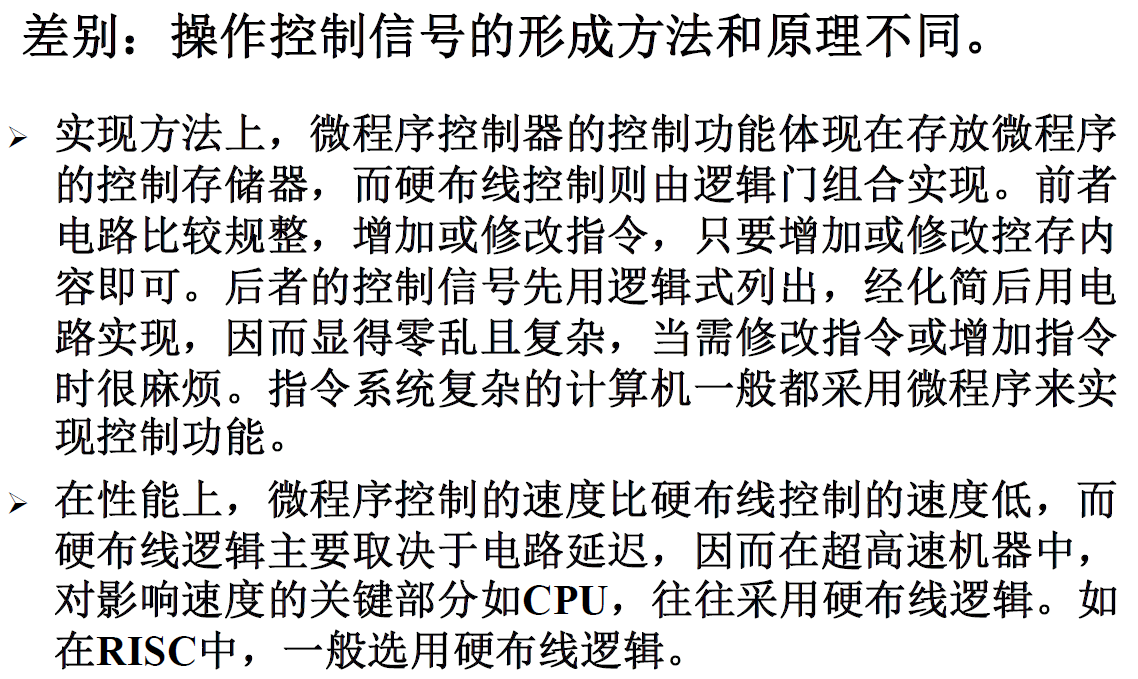 差别：操作控制信号的形成方法和原理不同。
➢ 实现方法上，微程序控制器的控制功能体现在存放微程序
的控制存储器，而硬布线控制则由逻辑门组合实现。前者
电路比较规整，增加或修改指令，只要增加或修改控存内
容即可。后者的控制信号先用逻辑式列出，经化简后用电
路实现，因而显得零乱且复杂，当需修改指令或增加指令
时很麻烦。指令系统复杂的计算机一般都采用微程序来实
现控制功能。
➢ 在性能上，微程序控制的速度比硬布线控制的速度低，而
硬布线逻辑主要取决于电路延迟，因而在超高速机器中，
对影响速度的关键部分如CPU，往往采用硬布线逻辑。如
在RISC中，一般选用硬布线逻辑。